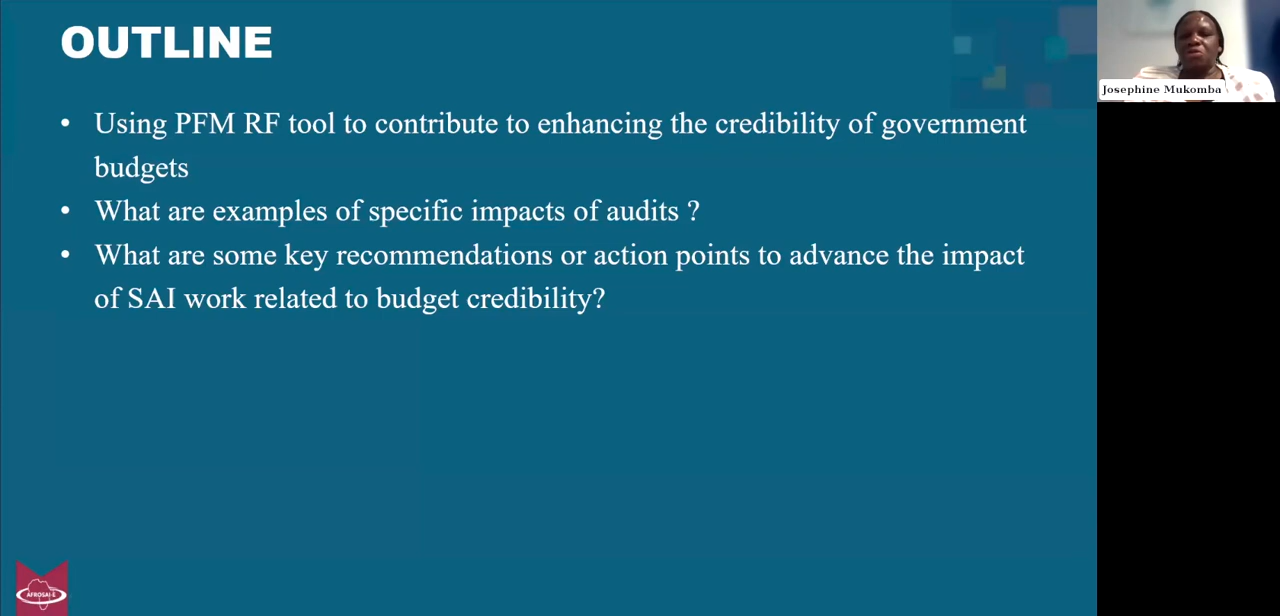 OUTLINE
Josephine Mukomba
• Using PFM RF tool to contribute to enhancing the credibility of government
budgets
• What are examples of specific impacts of audits ?
• What are some key recommendations or action points to advance the impact
of SAI work related to budget credibility?
AFROSAI-E